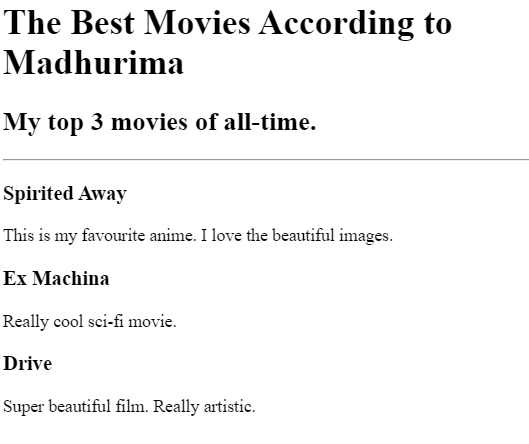 The Best Movies According to
Madhurima
My top 3 movies of all-time.
Spirited Away
This is my favourite anime. I love the beautiful images.
Ex Machina
Really cool sci-fi movie.
Drive
Super beautiful film. Really artistic.